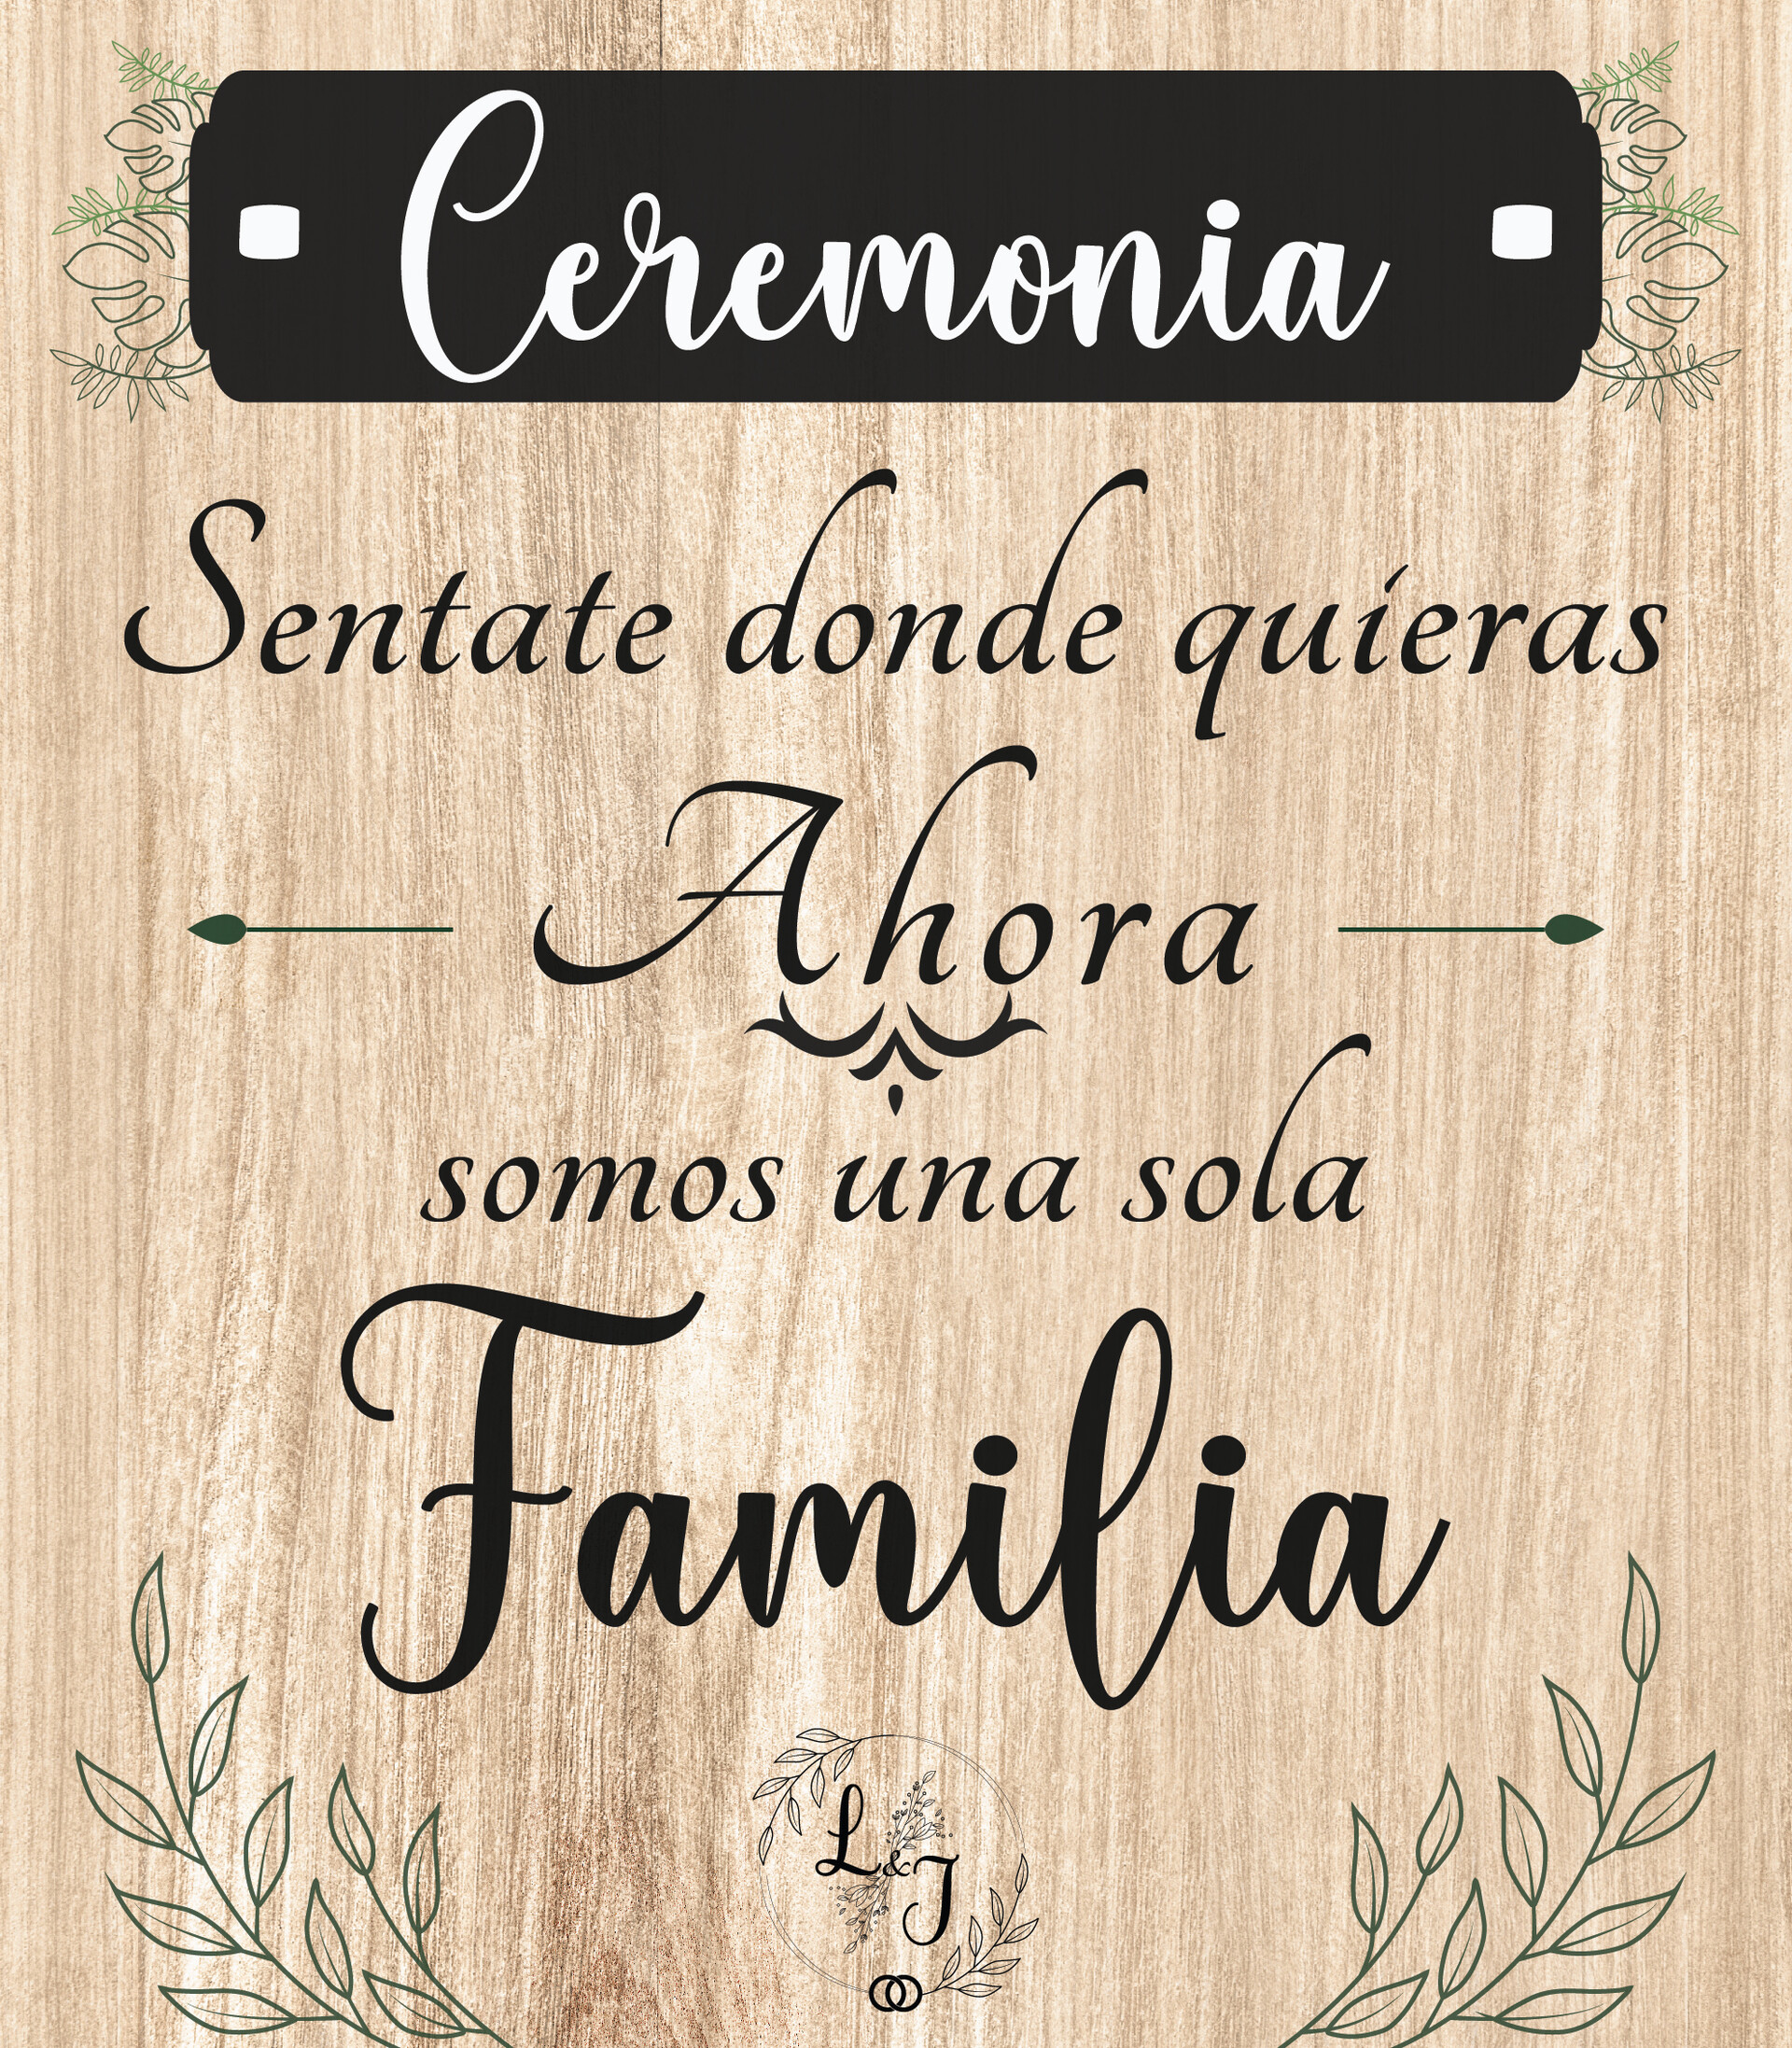 Ceremonia
Sentate donde quieras
Ahora
somos una sola
Familia
L&J